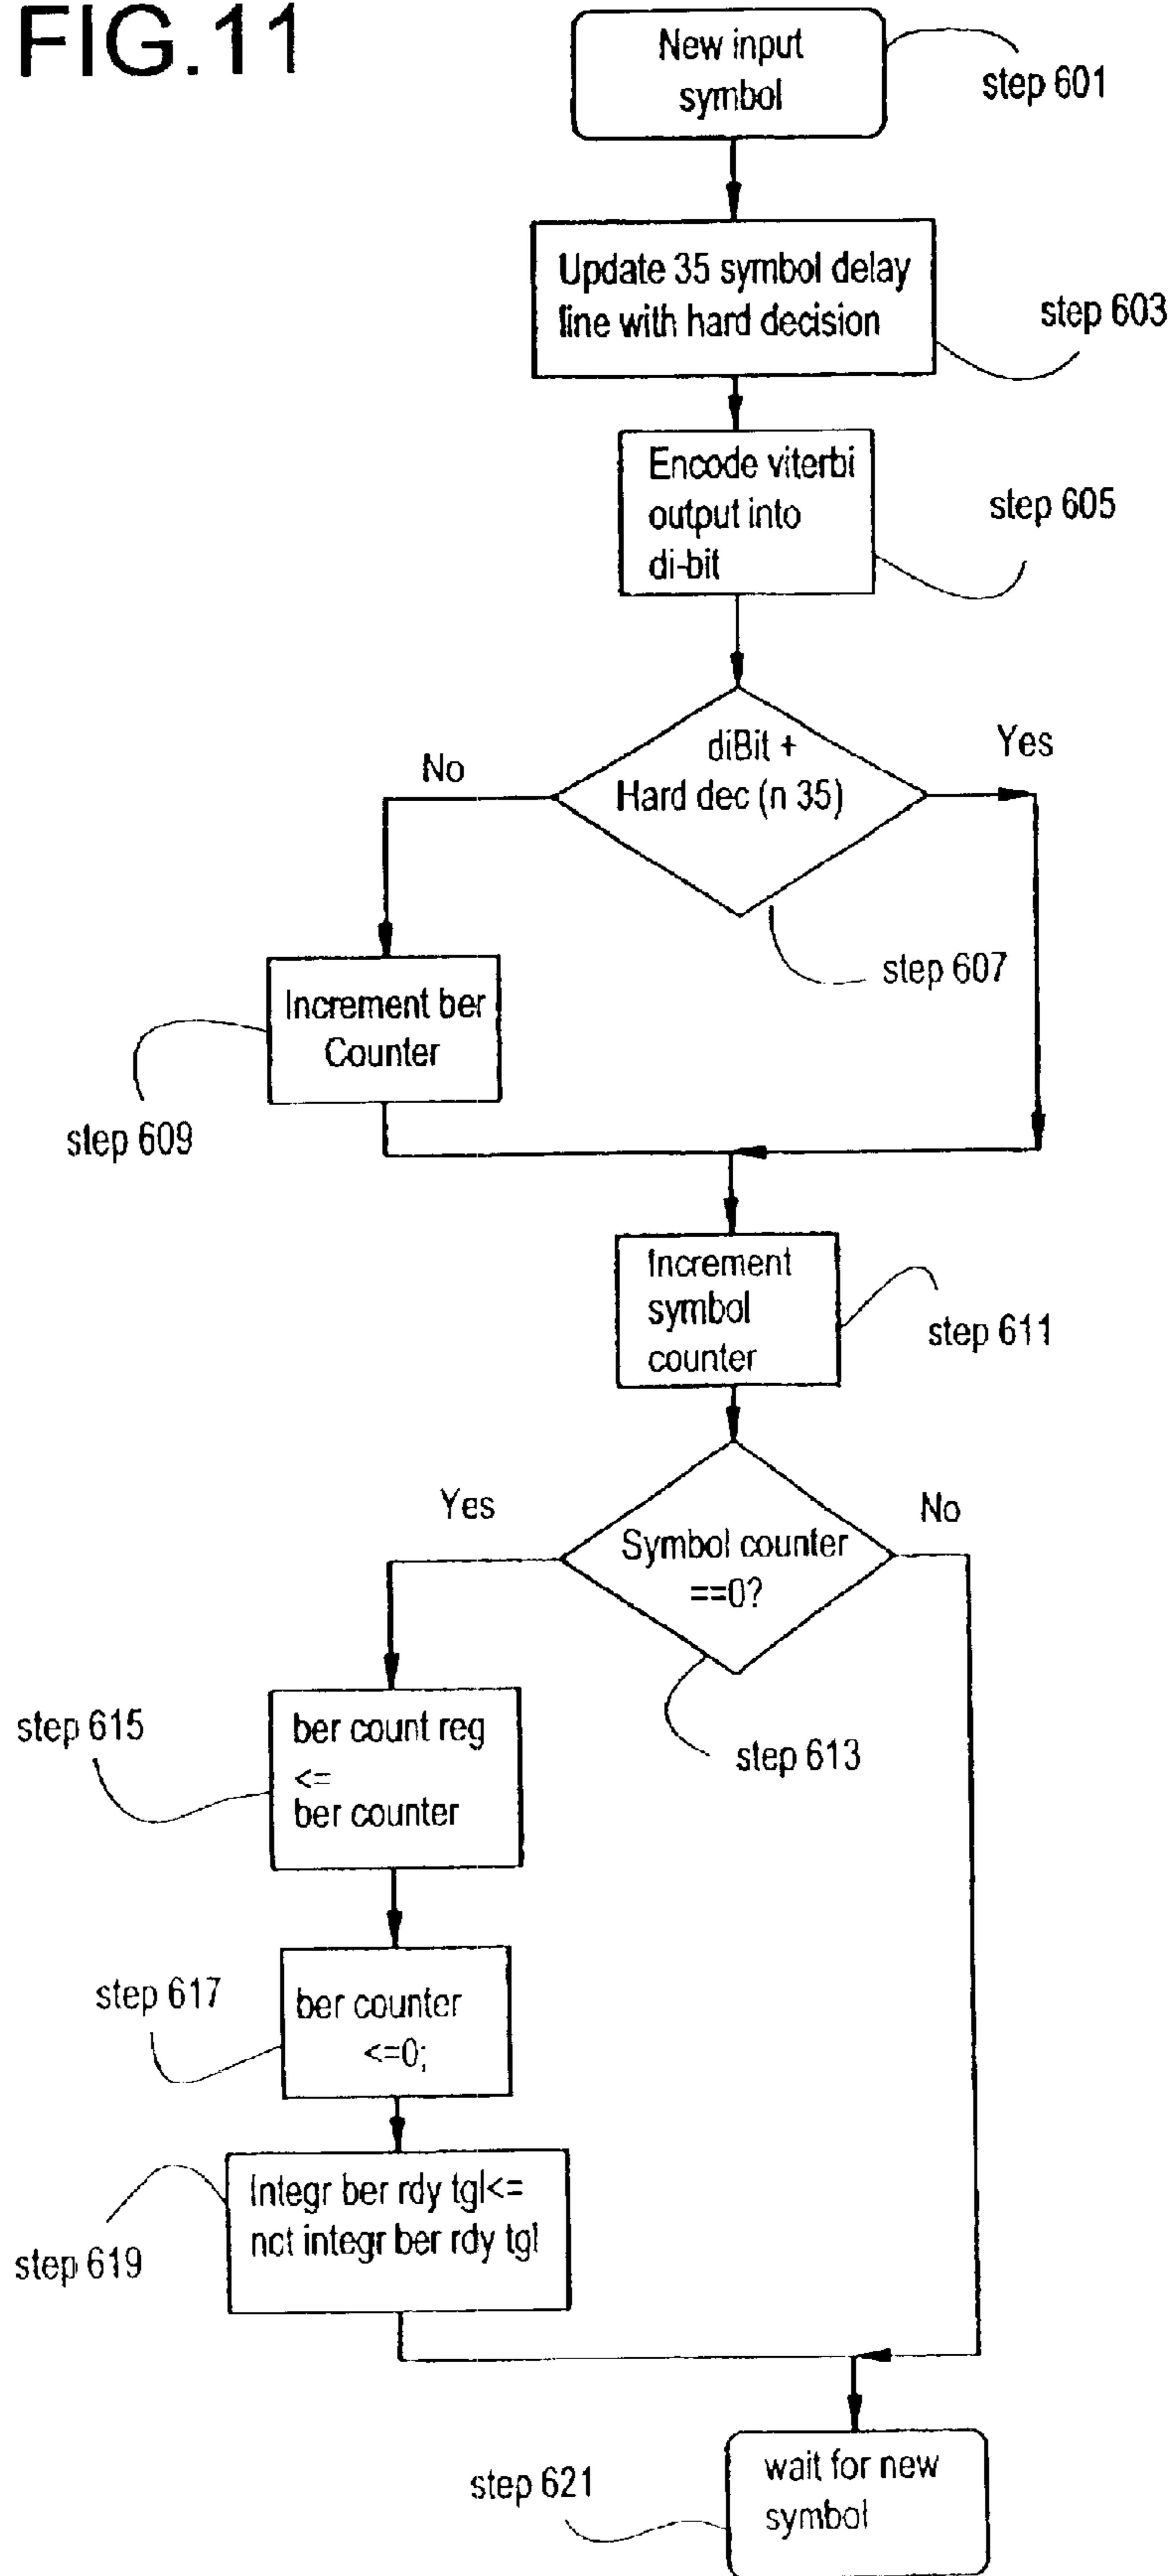 FIG.11
New input
symbol
step 601
Update 35 symbol delay
line with hard decision
step 603
Encode viterbi
output into
di-bit
step 605
diBit +
Hard dec (n 35)
No
Yes
step 607
Increment ber
Counter
step 609
Increment
symbol
counter
step 611
Symbol counter
==0?
Yes
No
step 613
ber count reg
<=
ber counter
step 615
ber counter
<=0;
step 617
Integr ber rdy tgl<=
nct integr ber rdy tgl
step 619
wait for new
symbol
step 621